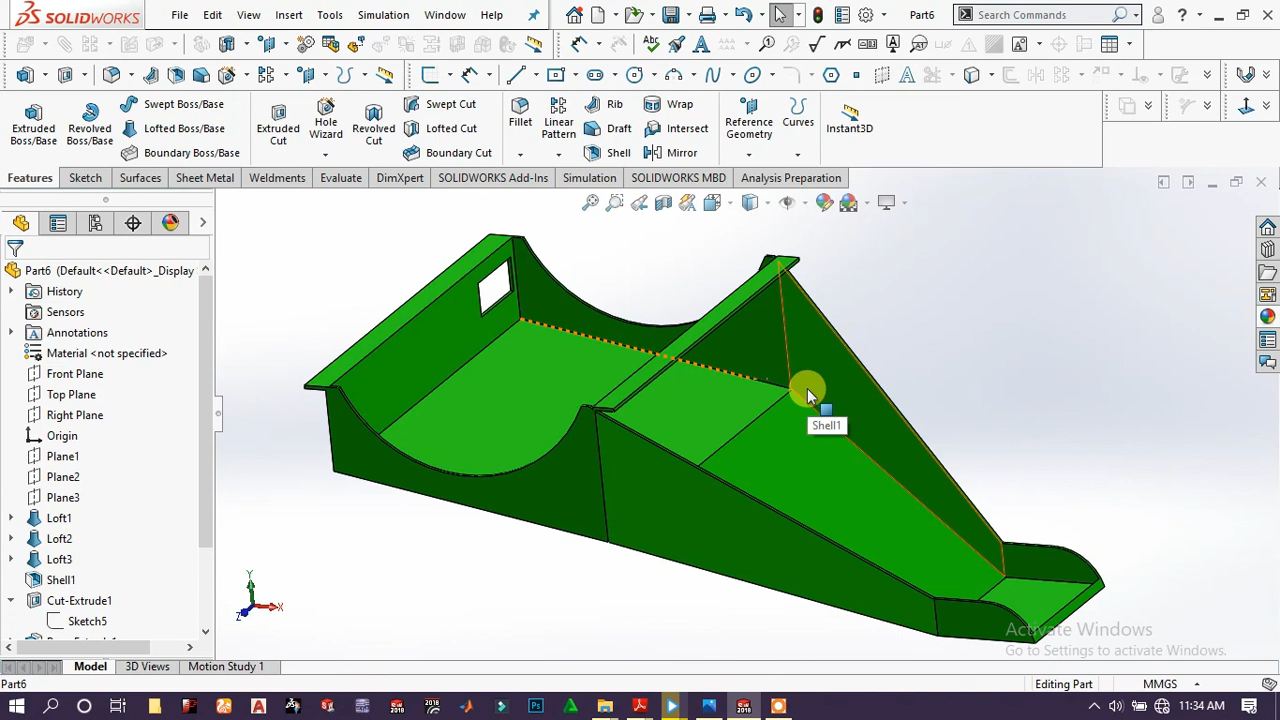 SOLIDWORKS File Edit View Insert Tools Simulation Window Help Part6 Search Commands ?
Extruded Boss/Base Revolved Boss/Base Swept Boss/Base Lofted Boss/Base Boundary Boss/Base
Extruded Cut Hole Wizard Revolved Cut Swept Cut Lofted Cut Boundary Cut
Fillet Linear Pattern Rib Draft Shell Wrap Intersect Mirror
Reference Geometry Curves Instant3D
Features Sketch Surfaces Sheet Metal Weldments Evaluate DimXpert SOLIDWORKS Add-Ins Simulation SOLIDWORKS MBD Analysis Preparation
Part6 (Default<<Default>_Display
History
Sensors
Annotations
Material <not specified>
Front Plane
Top Plane
Right Plane
Origin
Plane1
Plane2
Plane3
Loft1
Loft2
Loft3
Shell1
Cut-Extrude1
Sketch5
Shell1
Y
Z X
Activate Windows
Go to Settings to activate Windows.
Model 3D Views Motion Study 1
Part6 Editing Part MMGS
11:34 AM